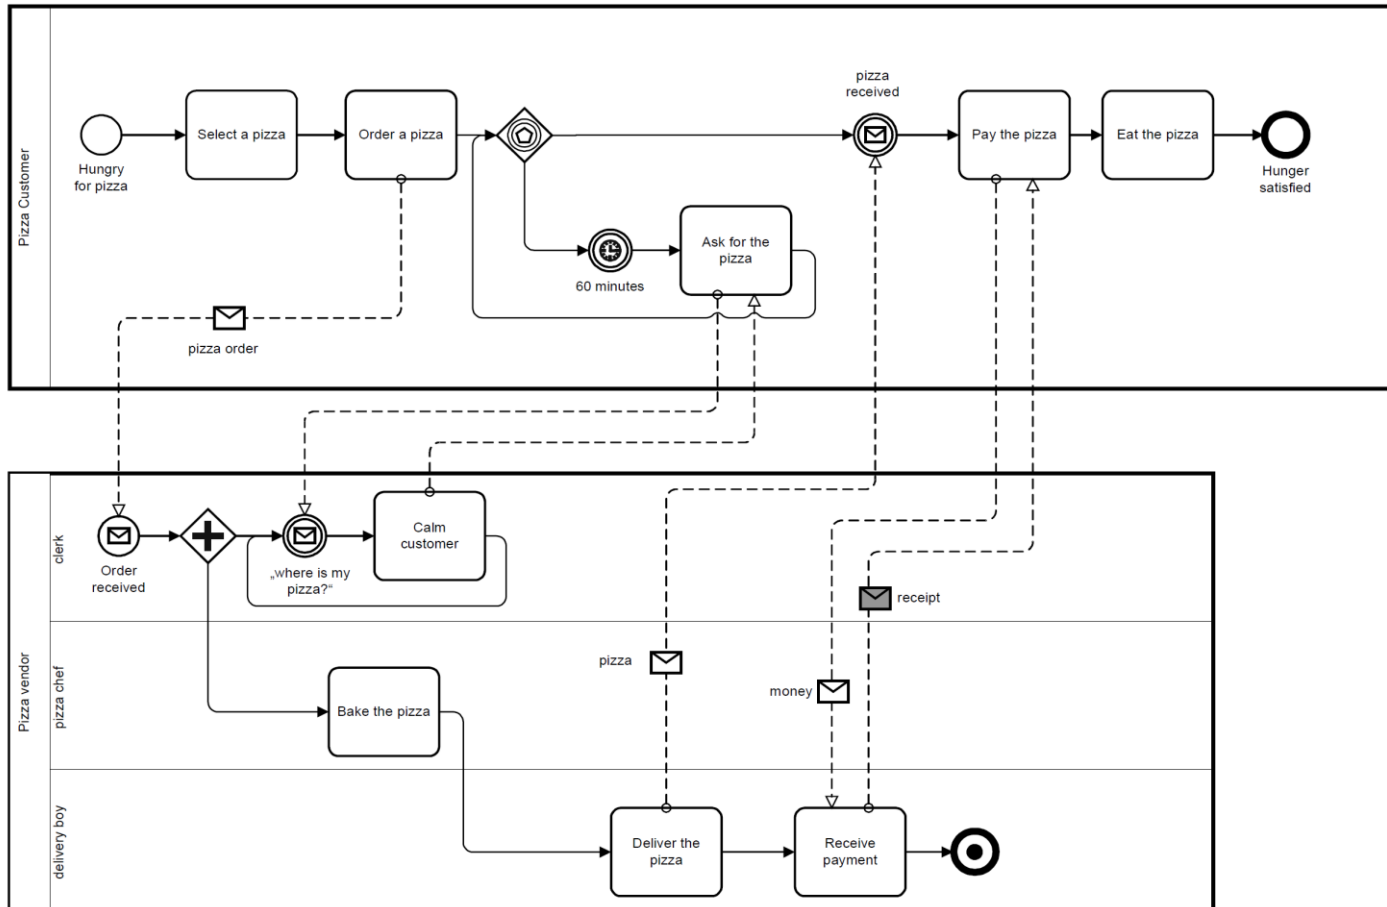 Pizza Customer
Hungry
for pizza
Select a pizza
Order a pizza
pizza
received
Pay the pizza
Eat the pizza
Hunger
satisfied
60 minutes
Ask for the
pizza
pizza order
Pizza vendor
clerk
Order
received
„where is my
pizza?“
Calm
customer
receipt
pizza chef
Bake the pizza
pizza
money
delivery boy
Deliver the
pizza
Receive
payment